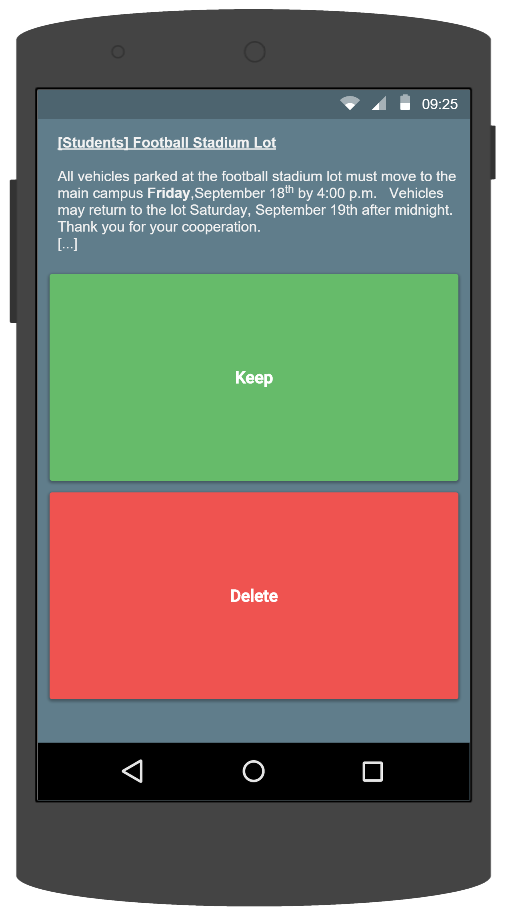 09:25
[Students] Football Stadium Lot
All vehicles parked at the football stadium lot must move to the
main campus Friday,September 18th by 4:00 p.m.   Vehicles
may return to the lot Saturday, September 19th after midnight.
Thank you for your cooperation.
[...]
Keep
Delete